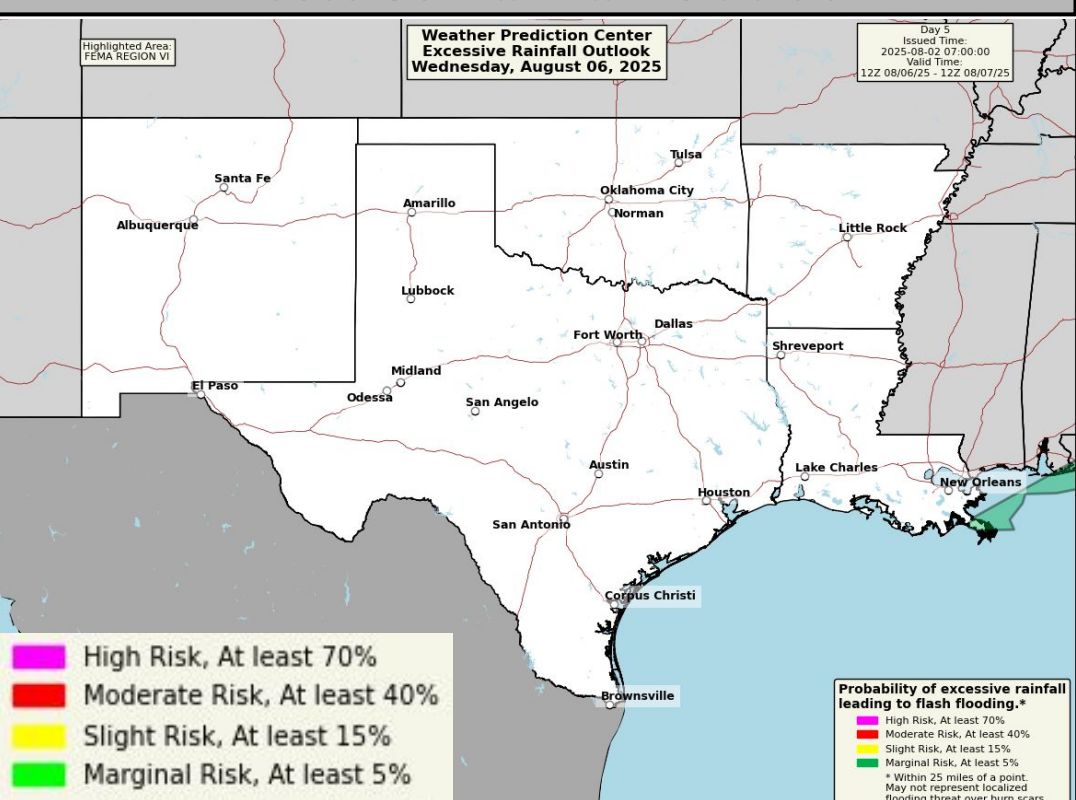 Highlighted Area:
FEMA REGION VI
Weather Prediction Center
Excessive Rainfall Outlook
Wednesday, August 06, 2025
Day 5
Issued Time:
2025-08-02 07:00:00
Valid Time:
12Z 08/06/25 - 12Z 08/07/25
Tulsa
Santa Fe
Oklahoma City
Amarillo
Norman
Albuquerque
Little Rock
Lubbock
Dallas
Fort Worth
Shreveport
Midland
El Paso
Odessa
San Angelo
Austin
Lake Charles
New Orleans
Houston
San Antonio
Corpus Christi
Brownsville
High Risk, At least 70%
Moderate Risk, At least 40%
Slight Risk, At least 15%
Marginal Risk, At least 5%
Probability of excessive rainfall
leading to flash flooding.*
High Risk, At least 70%
Moderate Risk, At least 40%
Slight Risk, At least 15%
Marginal Risk, At least 5%
* Within 25 miles of a point.
May not represent localized
flooding threat over burn scars